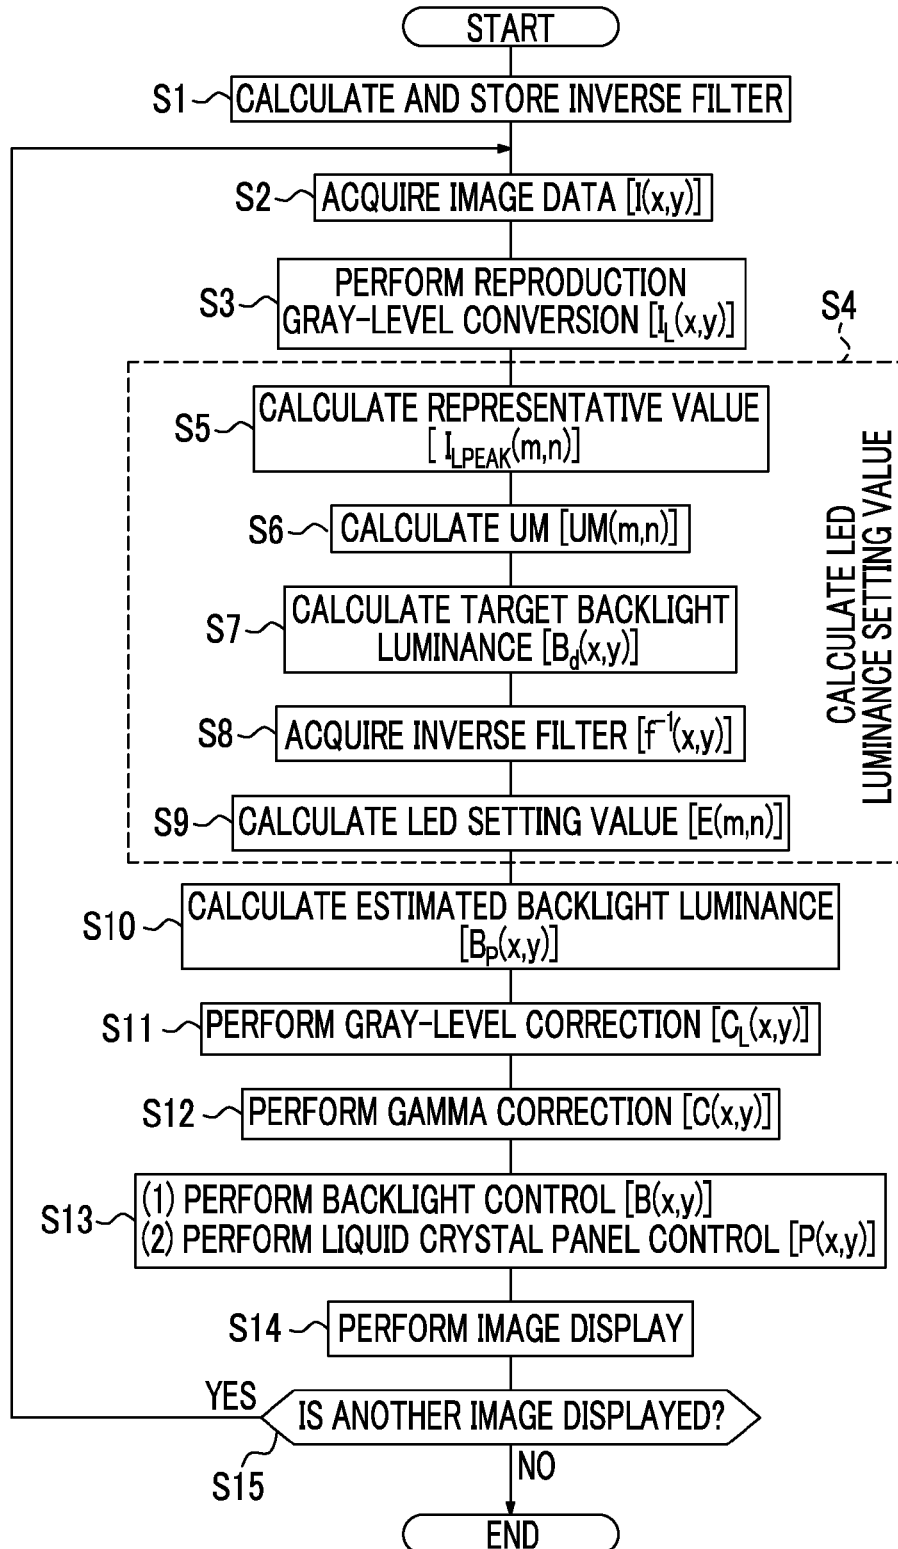 START
S1 CALCULATE AND STORE INVERSE FILTER
S2 ACQUIRE IMAGE DATA [I(x,y)]
S3 PERFORM REPRODUCTION
GRAY-LEVEL CONVERSION [I_L(x,y)]
S4
CALCULATE LED
LUMINANCE SETTING VALUE
S5 CALCULATE REPRESENTATIVE VALUE
[ I_LPEAK(m,n)]
S6 CALCULATE UM [UM(m,n)]
S7 CALCULATE TARGET BACKLIGHT
LUMINANCE [B_d(x,y)]
S8 ACQUIRE INVERSE FILTER [f⁻¹(x,y)]
S9 CALCULATE LED SETTING VALUE [E(m,n)]
S10 CALCULATE ESTIMATED BACKLIGHT LUMINANCE
[B_P(x,y)]
S11 PERFORM GRAY-LEVEL CORRECTION [C_L(x,y)]
S12 PERFORM GAMMA CORRECTION [C(x,y)]
S13 (1) PERFORM BACKLIGHT CONTROL [B(x,y)]
(2) PERFORM LIQUID CRYSTAL PANEL CONTROL [P(x,y)]
S14 PERFORM IMAGE DISPLAY
YES
IS ANOTHER IMAGE DISPLAYED?
S15
NO
END